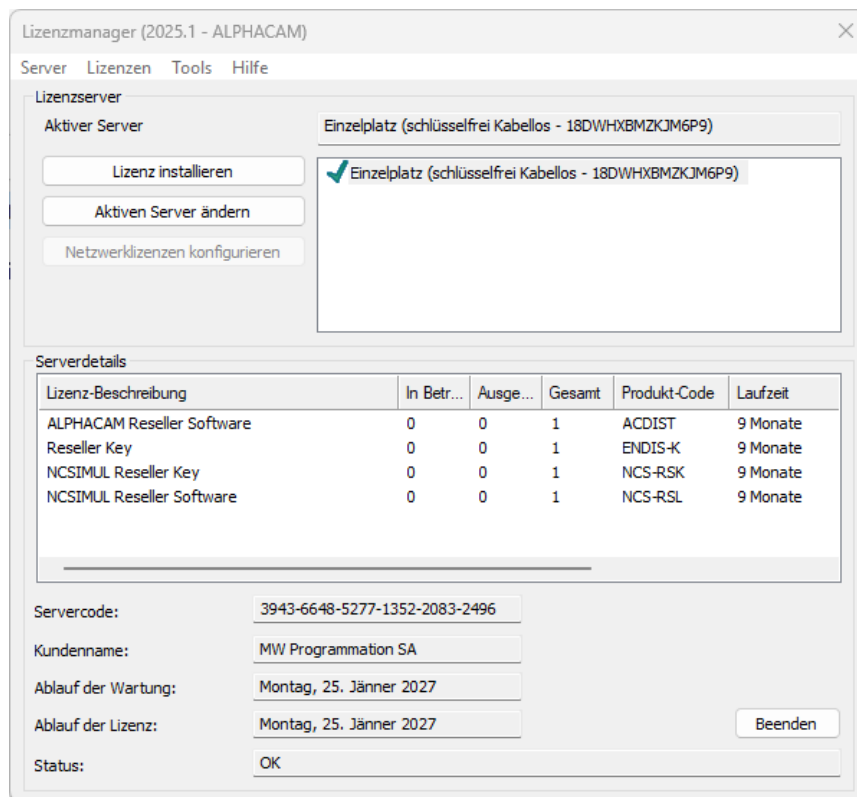 Lizenzmanager (2025.1 - ALPHACAM)
Server Lizenzen Tools Hilfe
Lizenzserver
Aktiver Server Einzelplatz (schlüsselfrei Kabellos - 18DWHXBMZKJM6P9)
Lizenz installieren Einzelplatz (schlüsselfrei Kabellos - 18DWHXBMZKJM6P9)
Aktiven Server ändern
Netzwerklizenzen konfigurieren
Serverdetails
Lizenz-Beschreibung In Betr... Ausge... Gesamt Produkt-Code Laufzeit
ALPHACAM Reseller Software 0 0 1 ACDIST 9 Monate
Reseller Key 0 0 1 ENDIS-K 9 Monate
NCSIMUL Reseller Key 0 0 1 NCS-RSK 9 Monate
NCSIMUL Reseller Software 0 0 1 NCS-RSL 9 Monate
Servercode: 3943-6648-5277-1352-2083-2496
Kundenname: MW Programmation SA
Ablauf der Wartung: Montag, 25. Jänner 2027
Ablauf der Lizenz: Montag, 25. Jänner 2027 Beenden
Status: OK